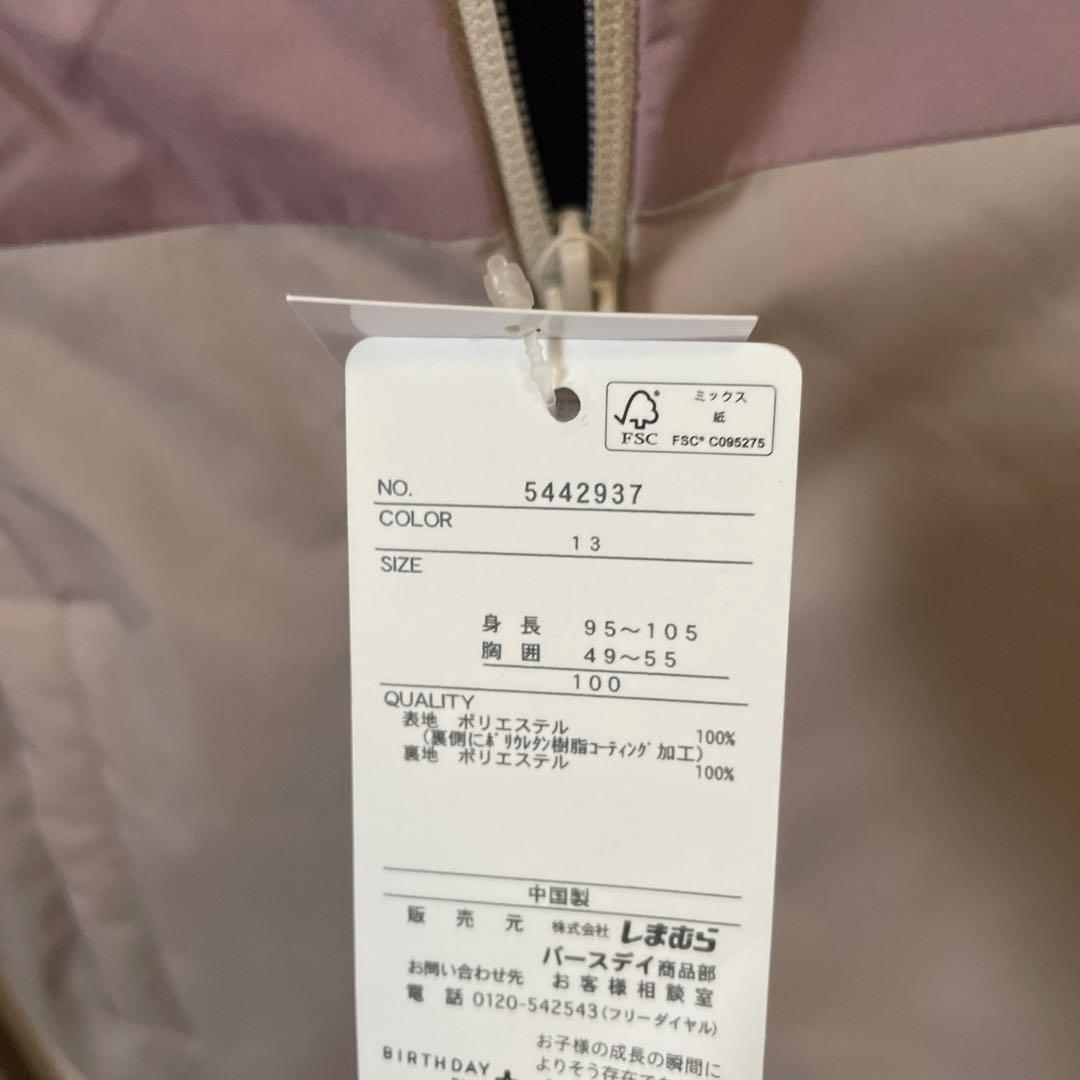 ミックス
紙
FSC® C095275
FSC
NO. 5442937
COLOR
13
SIZE
身長 95～105
胸囲 49～55
100
QUALITY
表地 ポリエステル 100%
(裏側にﾎﾟﾘｳﾚﾀﾝ樹脂ｺｰﾃｨﾝｸﾞ加工)
裏地 ポリエステル 100%
中国製
販売元 株式会社 しまむら
バースデイ商品部
お問い合わせ先 お客様相談室
電話 0120-542543(フリーダイヤル)
お子様の成長の瞬間に
BIRTHDAY
よりそう存在で